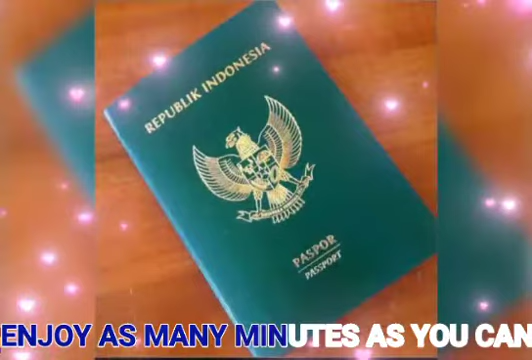 REPUBLIK INDONESIA
PASPOR
PASSPORT
ENJOY AS MANY MINUTES AS YOU CAN